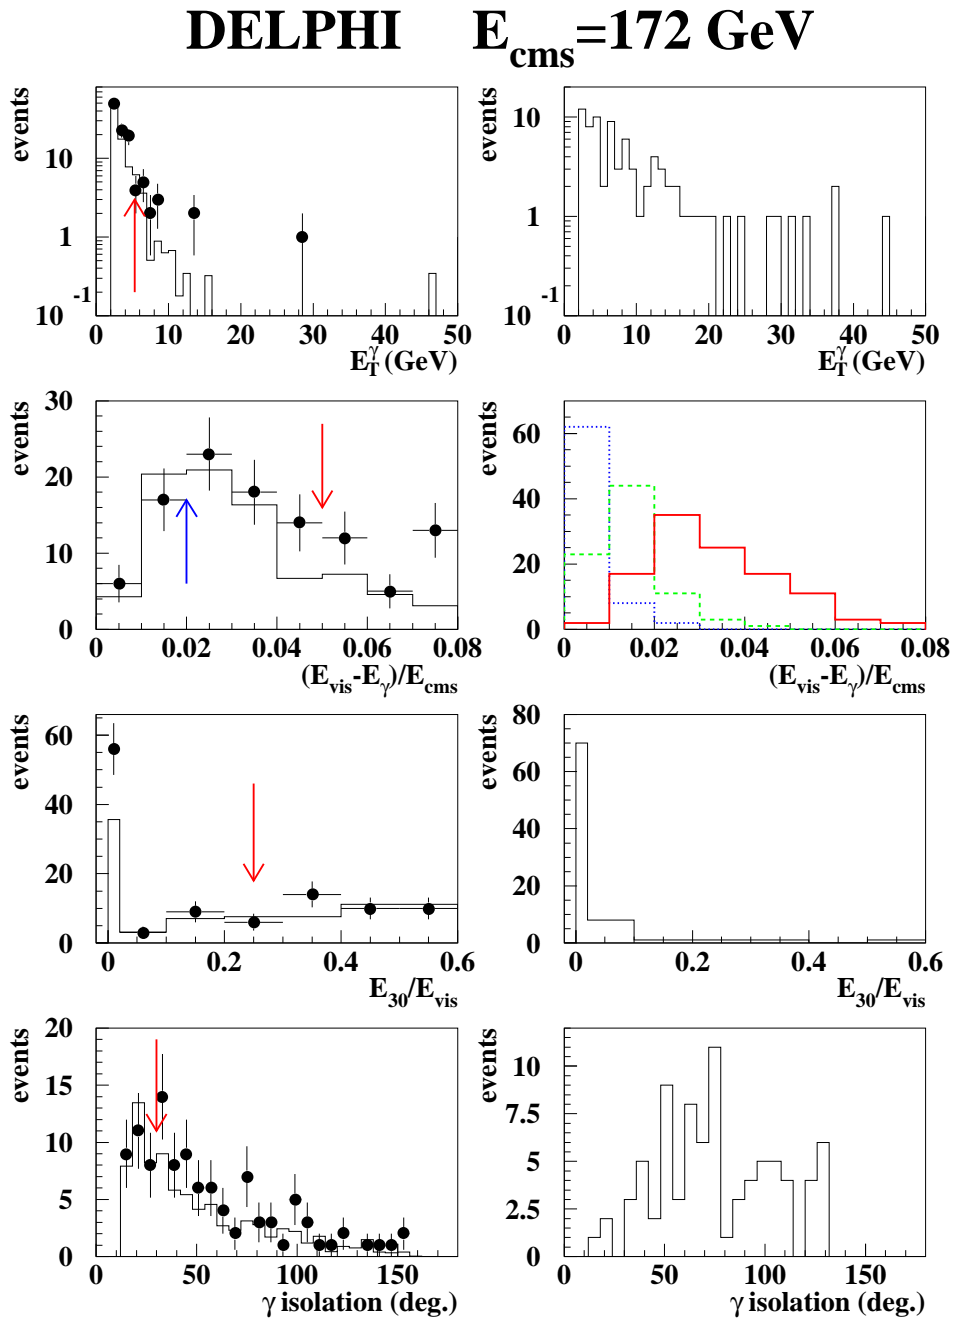 DELPHI E_cms=172 GeV
events
10
1
10 -1
0 10 20 30 40 50
E_T^γ (GeV)
events
10
1
10 -1
0 10 20 30 40 50
E_T^γ (GeV)
events
30
20
10
0
0 0.02 0.04 0.06 0.08
(E_vis-E_γ)/E_cms
events
60
40
20
0
0 0.02 0.04 0.06 0.08
(E_vis-E_γ)/E_cms
events
60
40
20
0
0 0.2 0.4 0.6
E_30/E_vis
events
80
60
40
20
0
0 0.2 0.4 0.6
E_30/E_vis
events
20
15
10
5
0
0 50 100 150
γ isolation (deg.)
events
10
7.5
5
2.5
0
0 50 100 150
γ isolation (deg.)